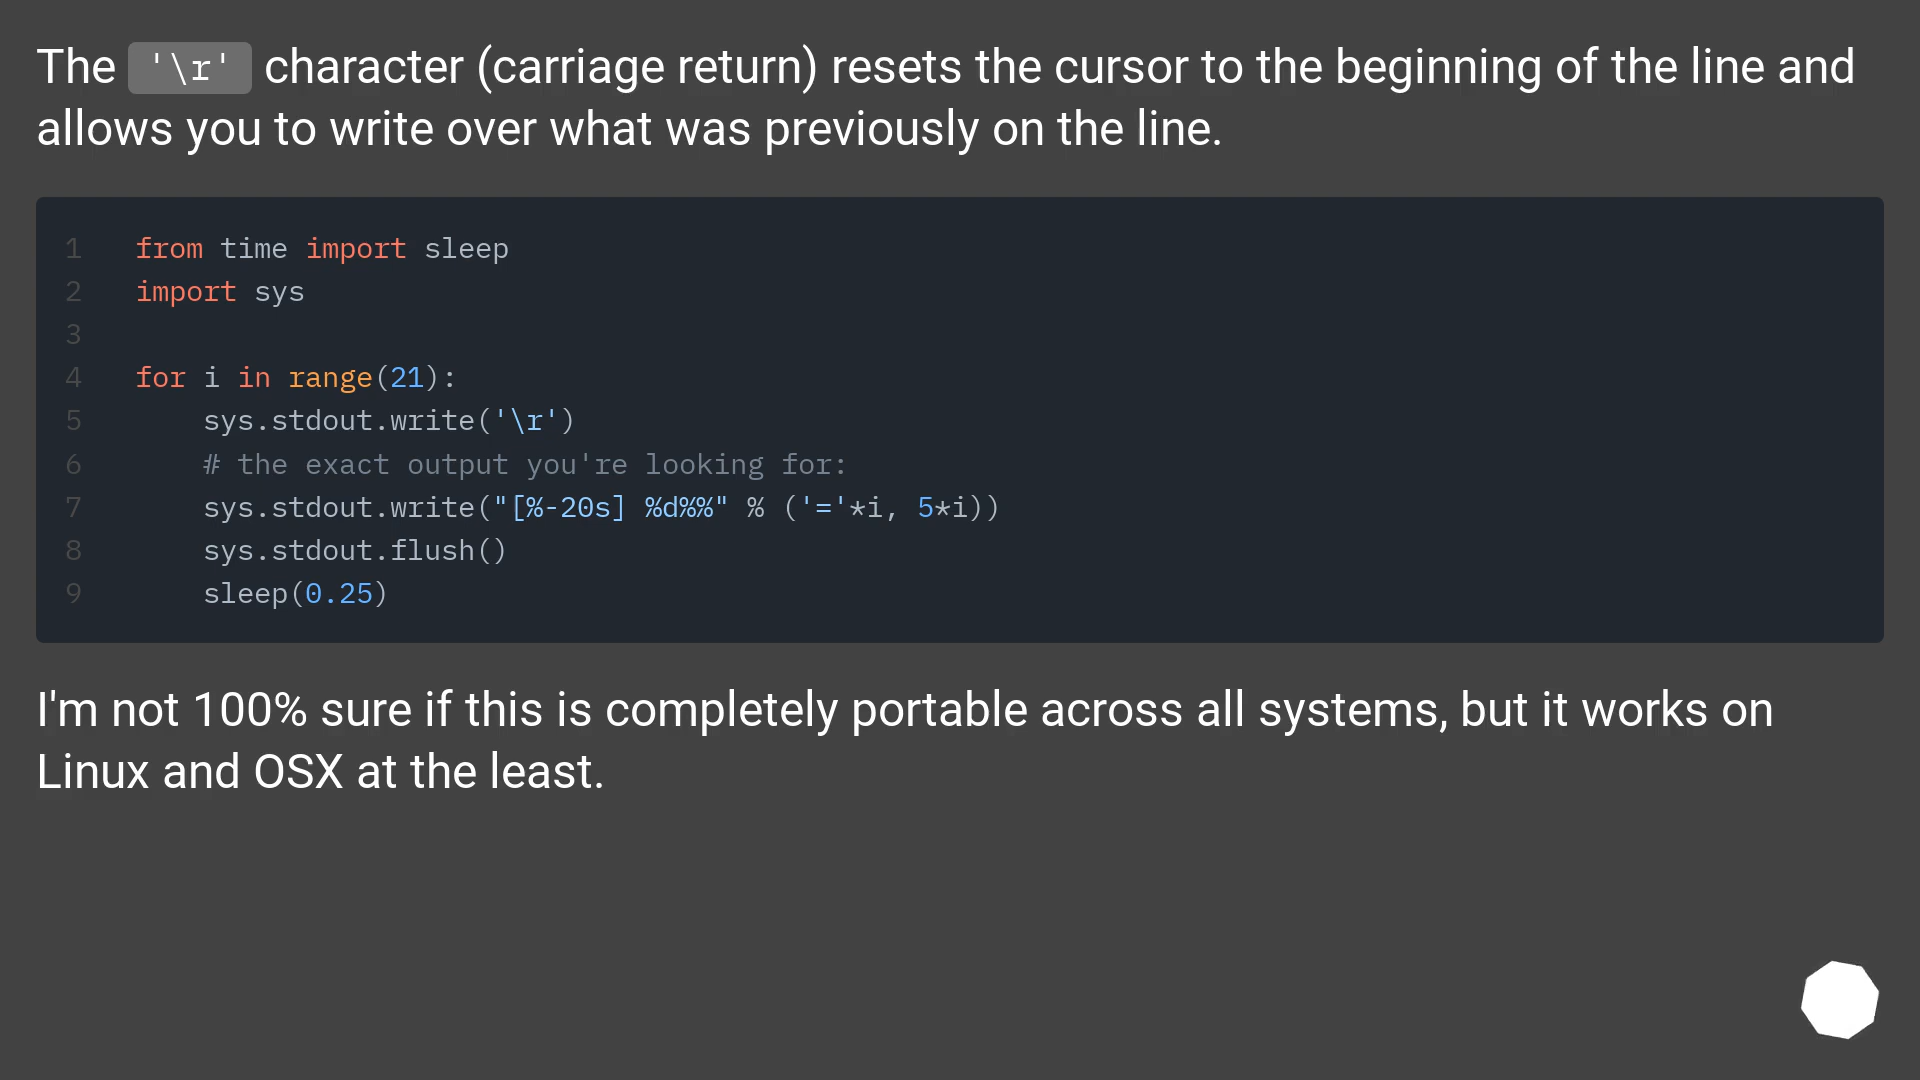 The '\r' character (carriage return) resets the cursor to the beginning of the line and
allows you to write over what was previously on the line.
1 from time import sleep
2 import sys
3
4 for i in range(21):
5     sys.stdout.write('\r')
6     # the exact output you're looking for:
7     sys.stdout.write("[%-20s] %d%%" % ('='*i, 5*i))
8     sys.stdout.flush()
9     sleep(0.25)
I'm not 100% sure if this is completely portable across all systems, but it works on
Linux and OSX at the least.